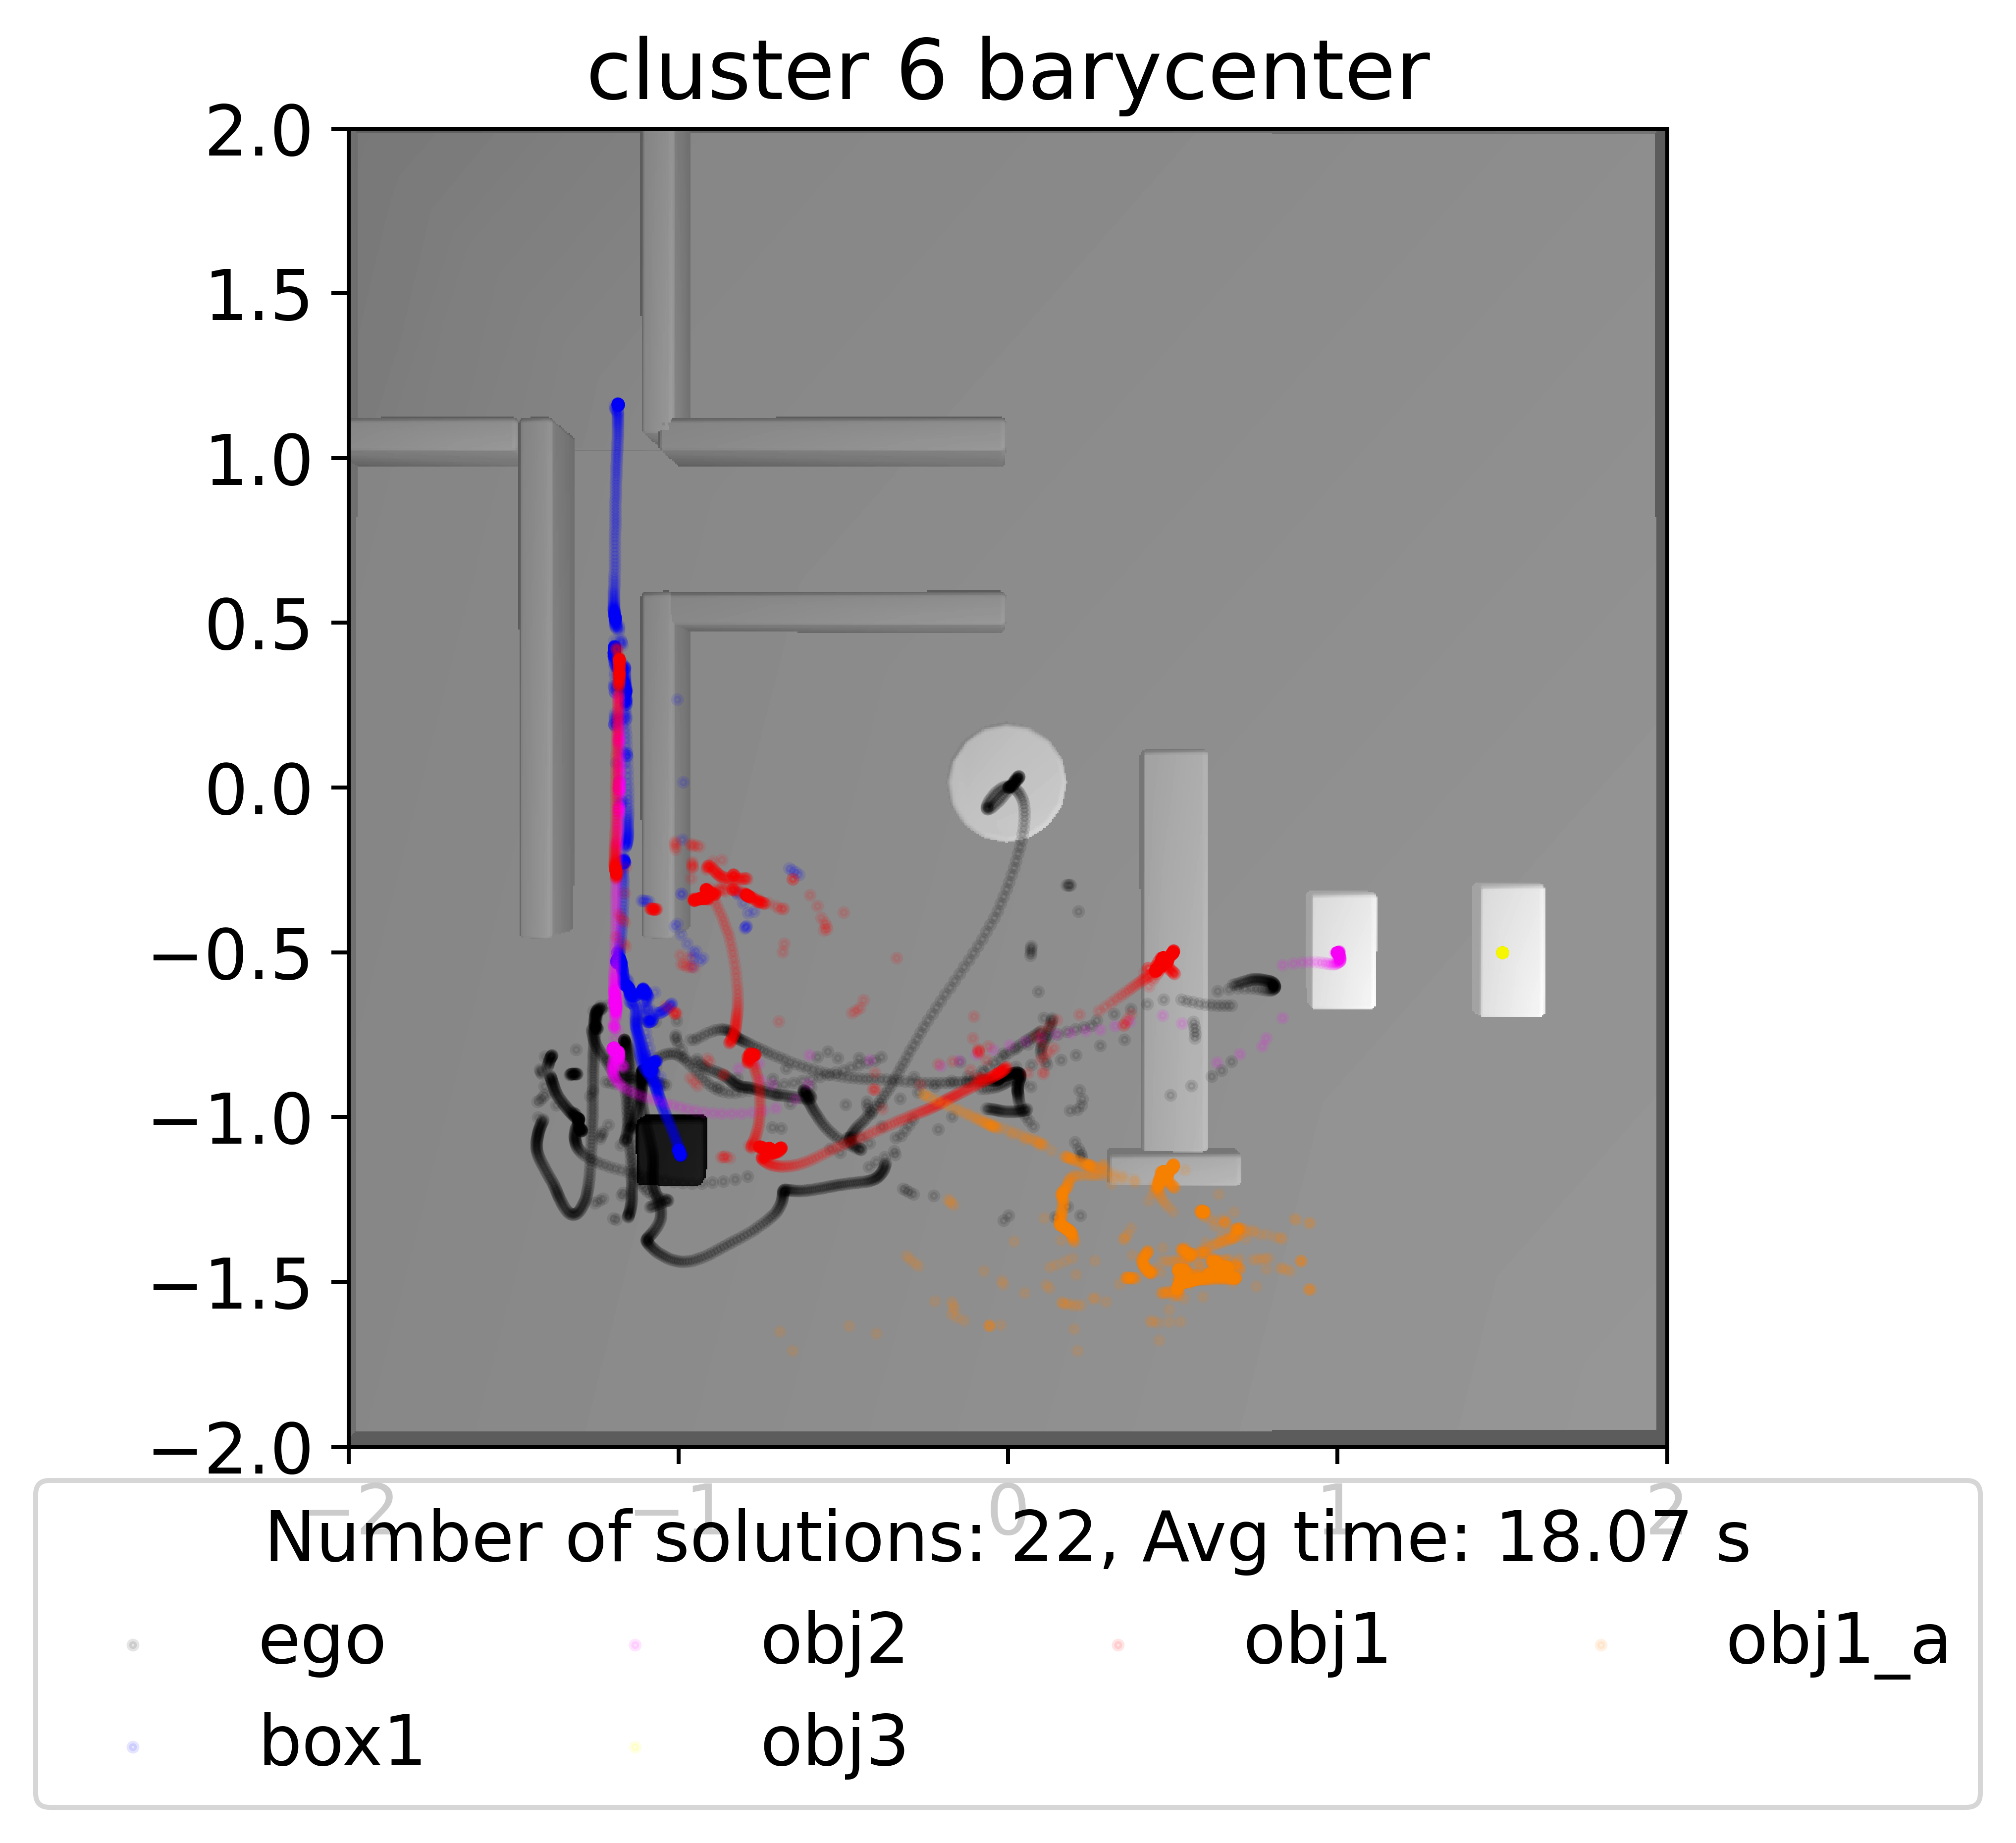 cluster 6 barycenter
2.0
1.5
1.0
0.5
0.0
−0.5
−1.0
−1.5
−2.0
−2 −1 0 1 2
Number of solutions: 22, Avg time: 18.07 s
ego obj2 obj1 obj1_a
box1 obj3